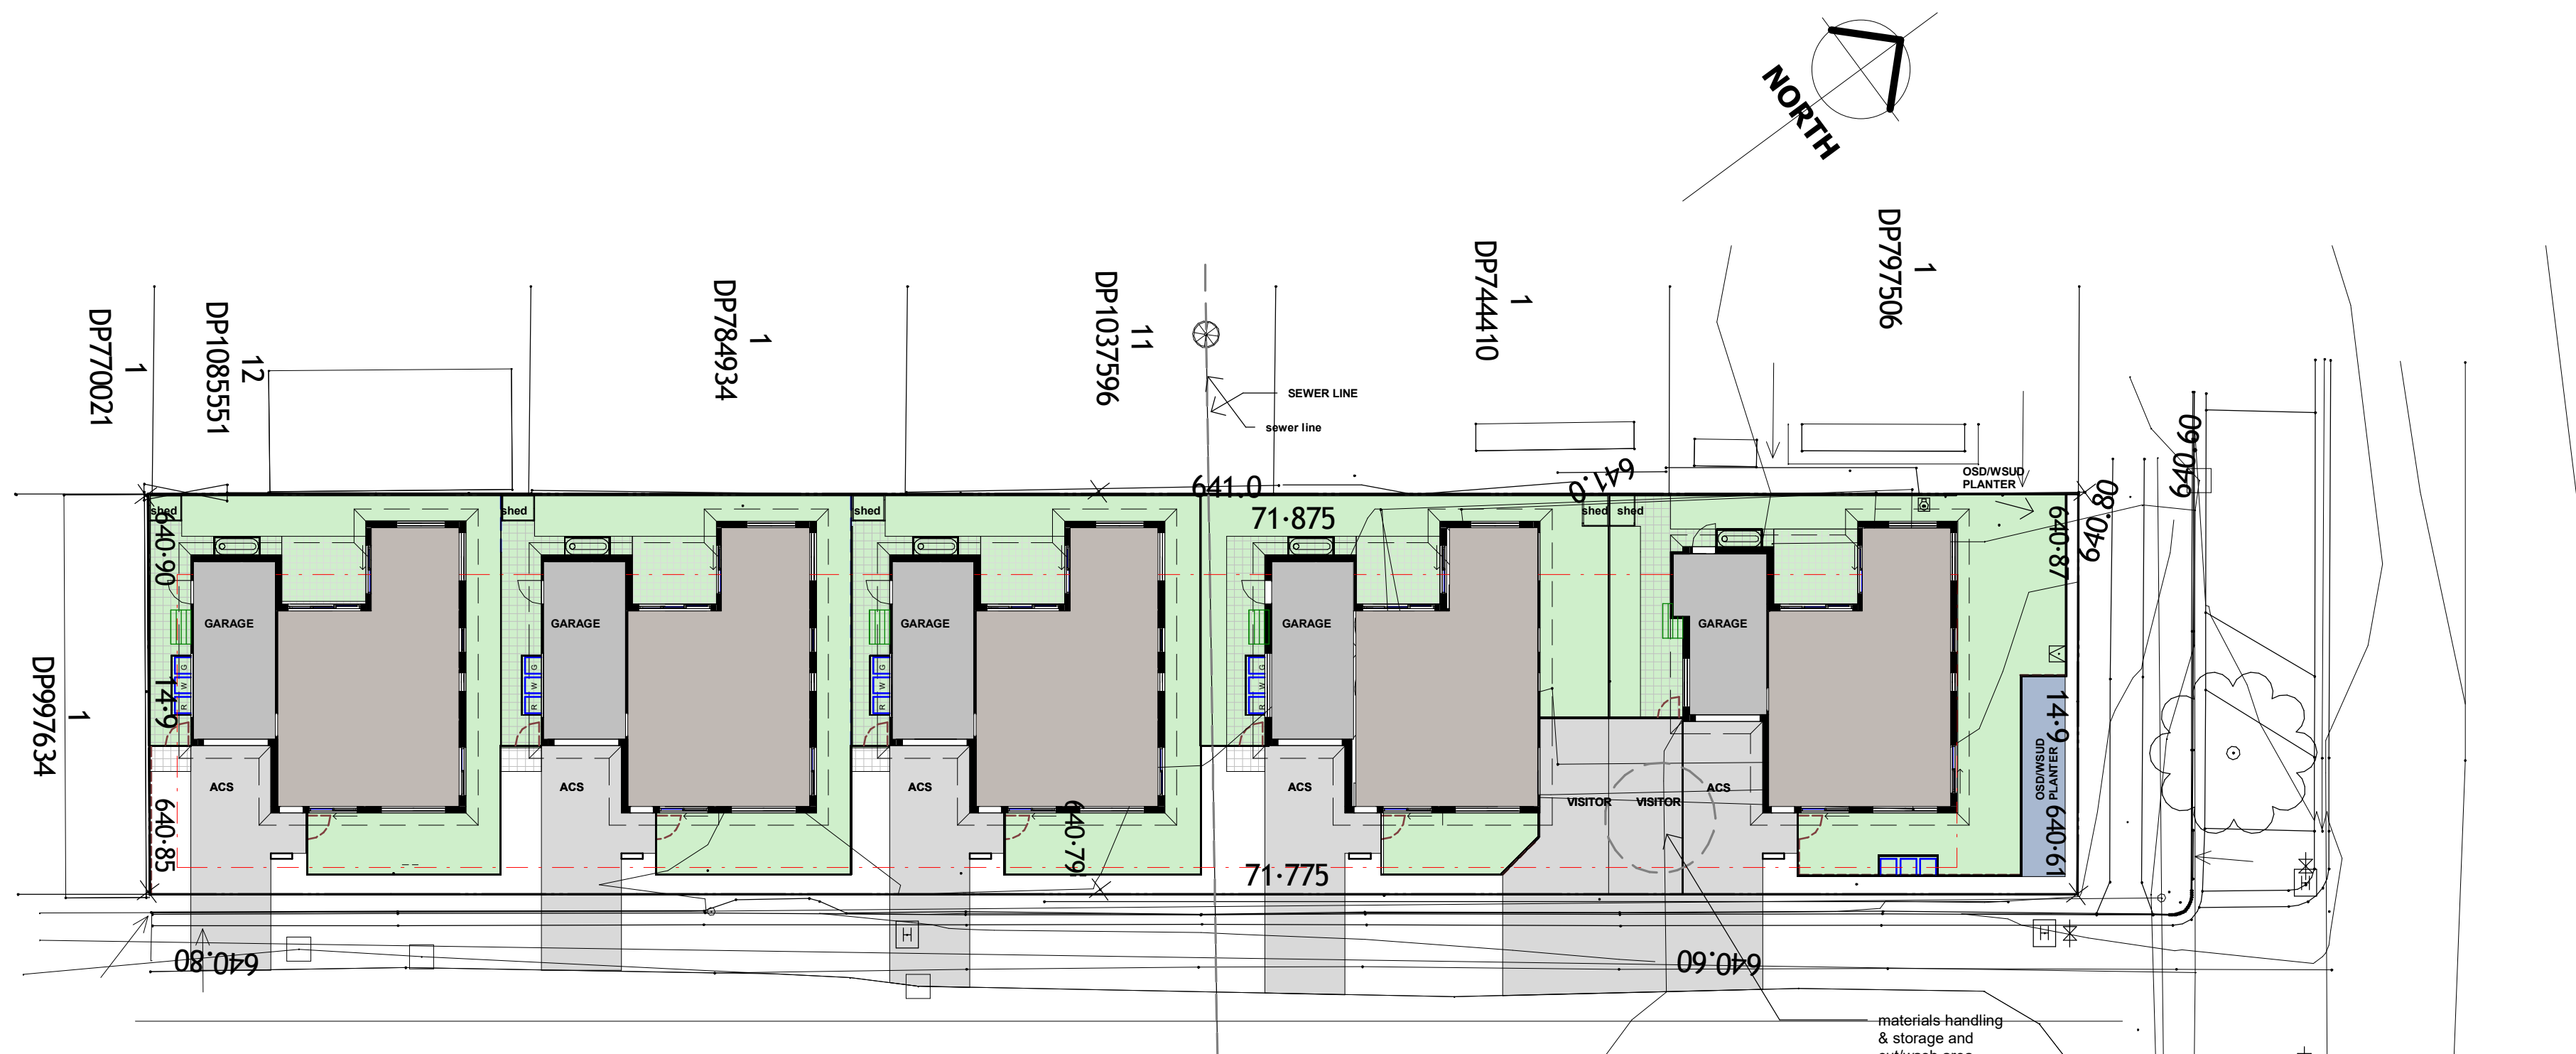 NORTH
1
DP770021
12
DP1085551
1
DP784934
11
DP1037596
1
DP744410
1
DP797506
SEWER LINE
sewer line
OSD/WSUD
PLANTER
640.60
640.80
641.0
641.0
71.875
shed
shed
shed
shed
shed
640.90
640.87
GARAGE
GARAGE
GARAGE
GARAGE
GARAGE
1
DP997634
14.9
R W G
R W G
R W G
R W G
14.9
OSD/WSUD
PLANTER
ACS
ACS
ACS
ACS
VISITOR
VISITOR
ACS
640.85
640.79
640.61
71.775
H
H
H
640.80
640.60
materials handling
& storage and